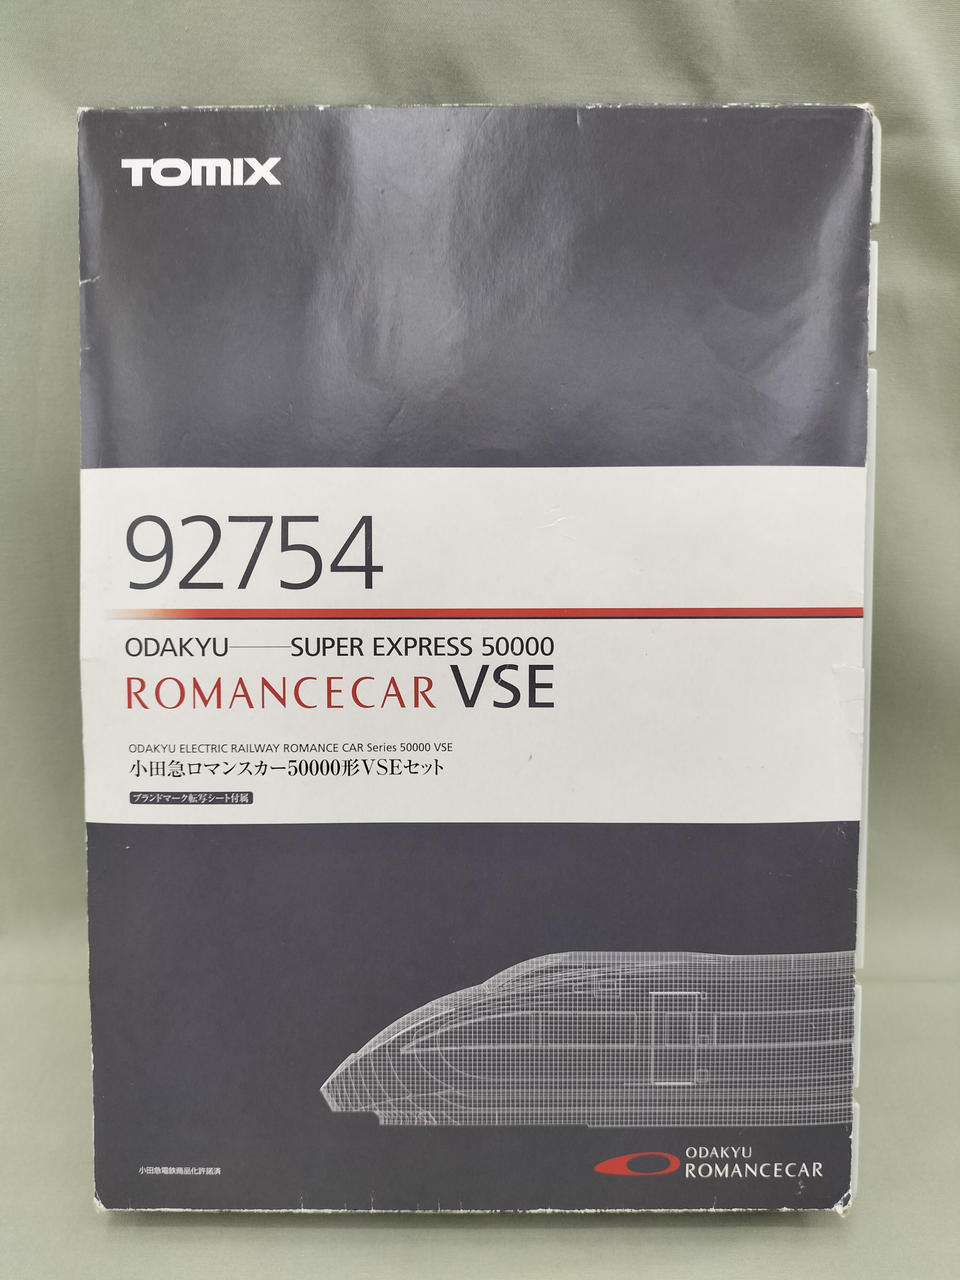 TOMIX
92754
ODAKYU——SUPER EXPRESS 50000
ROMANCECAR VSE
ODAKYU ELECTRIC RAILWAY ROMANCE CAR Series 50000 VSE
小田急ロマンスカー50000形VSEセット
ブランドマーク転写シート付属
小田急電鉄商品化許諾済
ODAKYU
ROMANCECAR